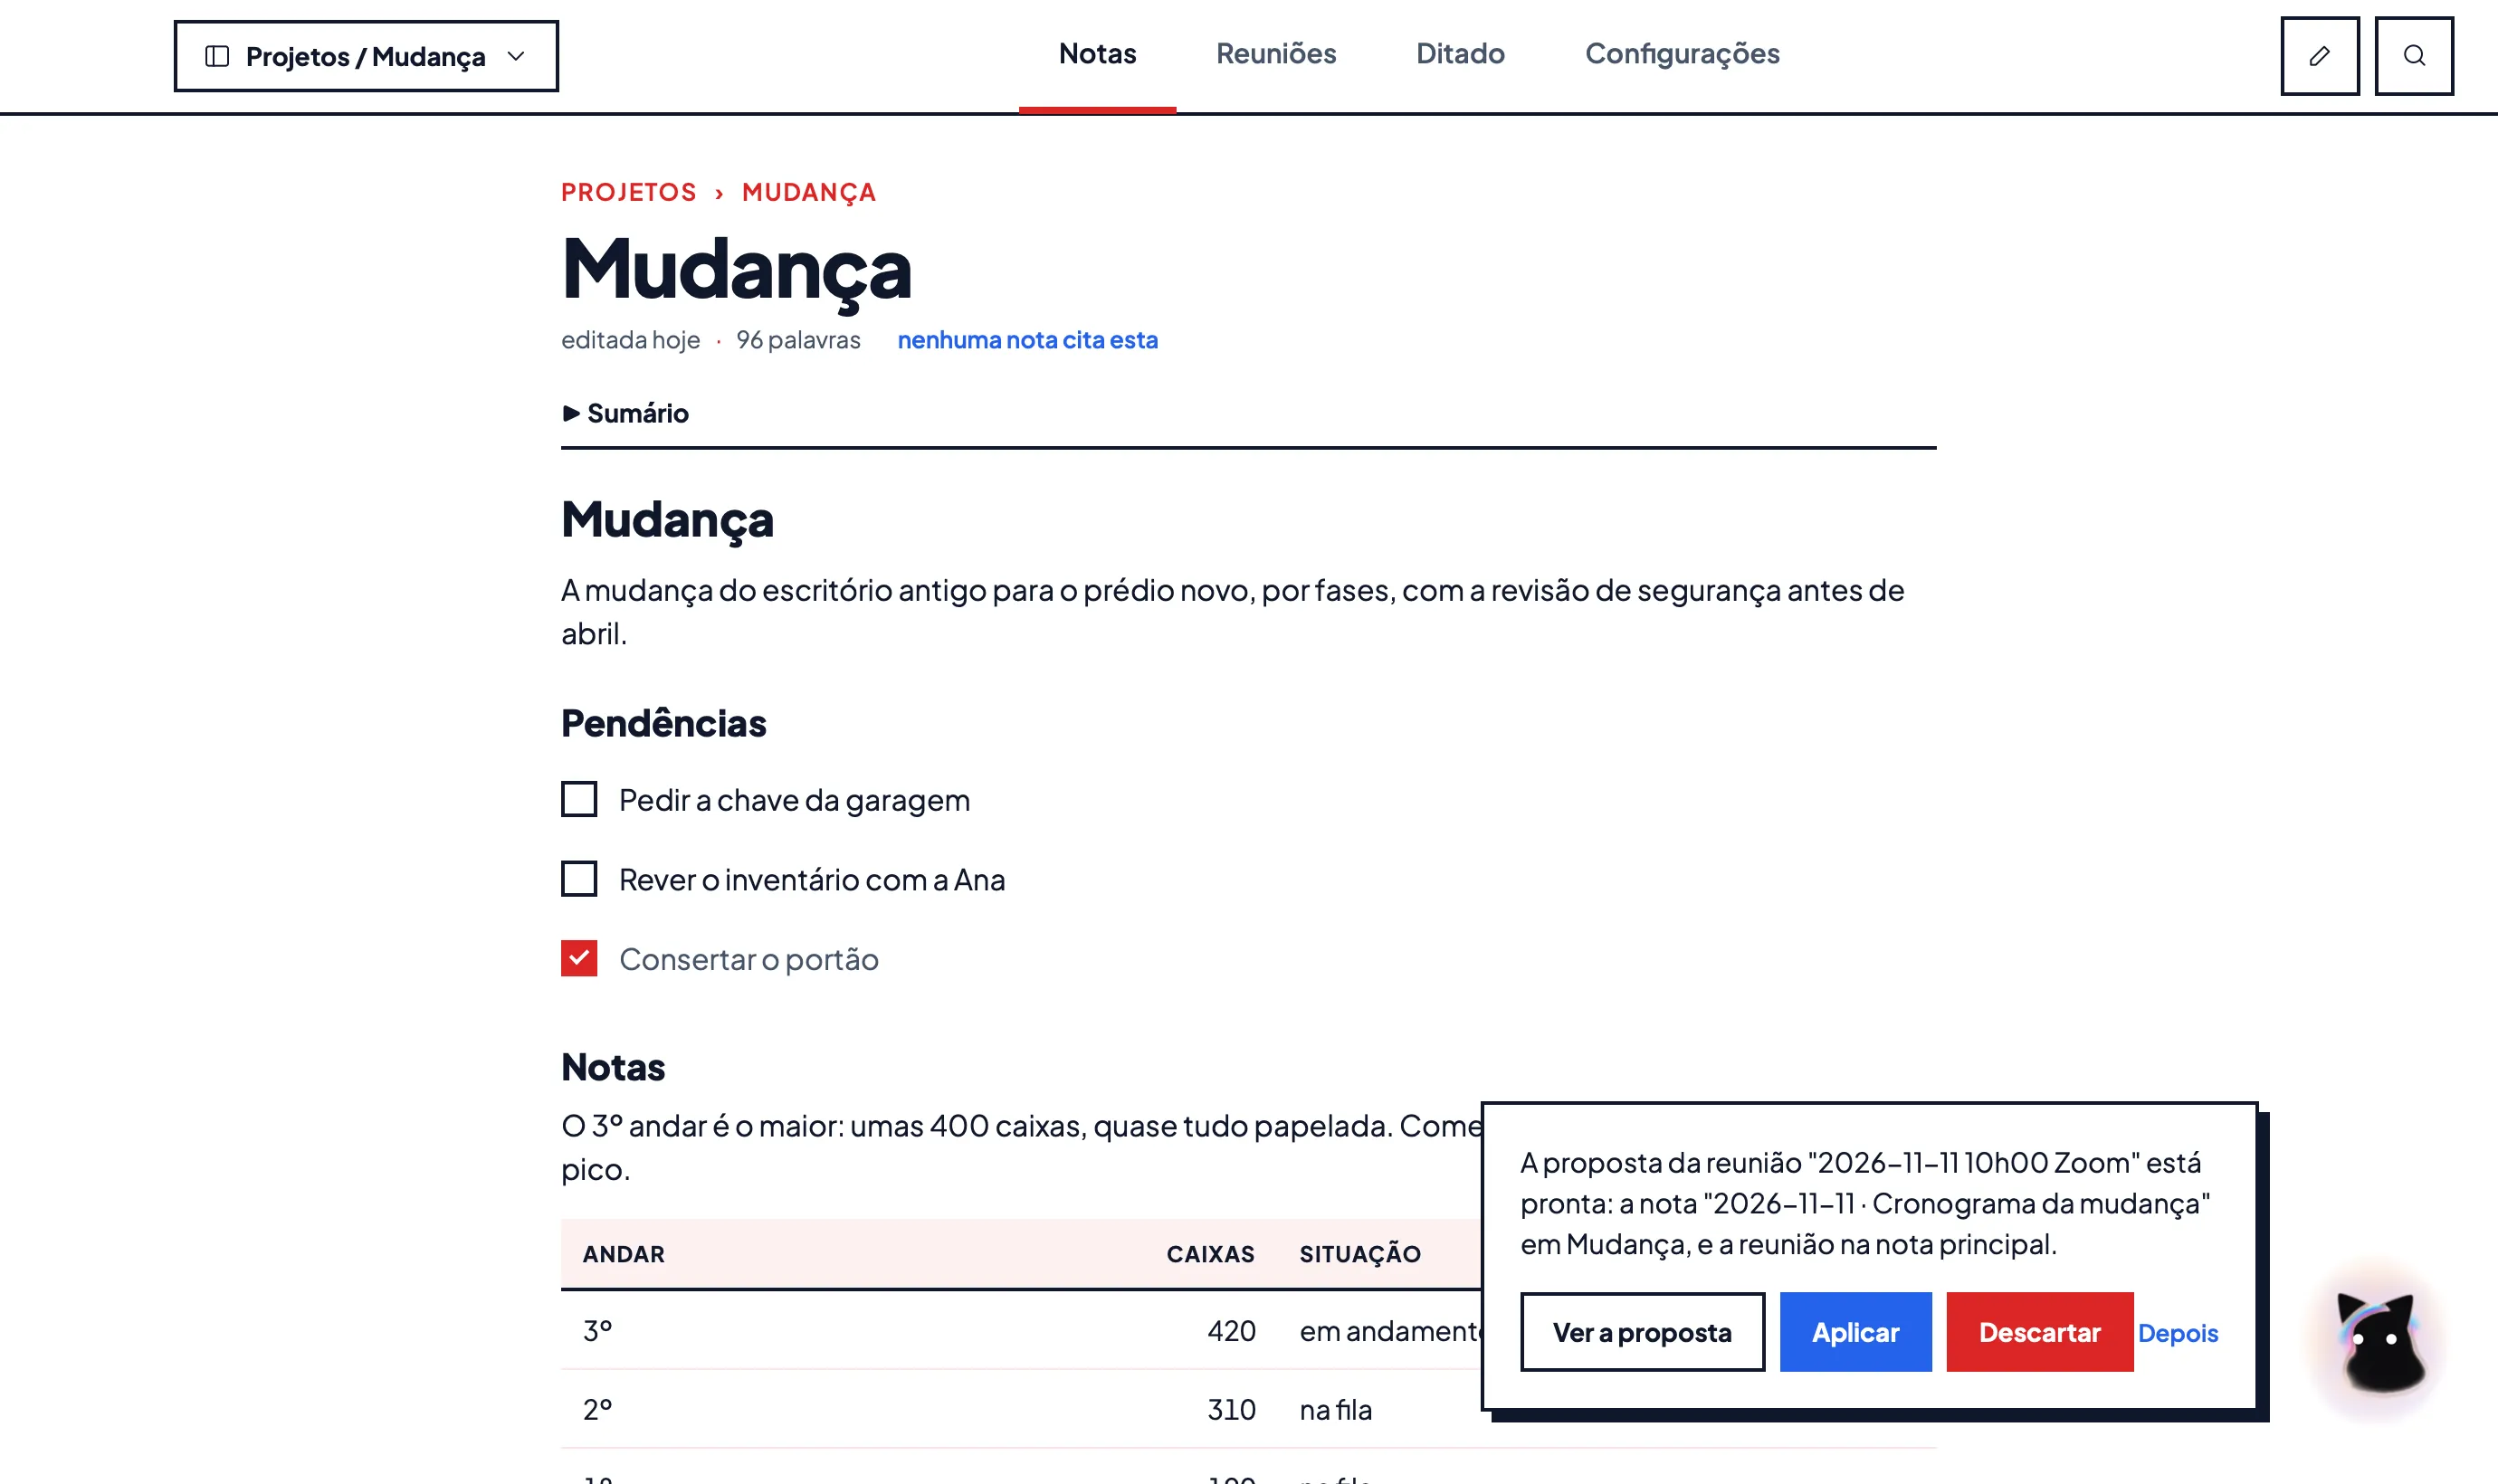 Projetos / Mudança
Notas
Reuniões
Ditado
Configurações
PROJETOS › MUDANÇA
Mudança
editada hoje · 96 palavras nenhuma nota cita esta
▶ Sumário
Mudança
A mudança do escritório antigo para o prédio novo, por fases, com a revisão de segurança antes de
abril.
Pendências
Pedir a chave da garagem
Rever o inventário com a Ana
Consertar o portão
Notas
O 3º andar é o maior: umas 400 caixas, quase tudo papelada. Come
pico.
ANDAR CAIXAS SITUAÇÃO
3º 420 em andamento
2º 310 na fila
A proposta da reunião "2026-11-11 10h00 Zoom" está
pronta: a nota "2026-11-11 · Cronograma da mudança"
em Mudança, e a reunião na nota principal.
Ver a proposta
Aplicar
Descartar
Depois